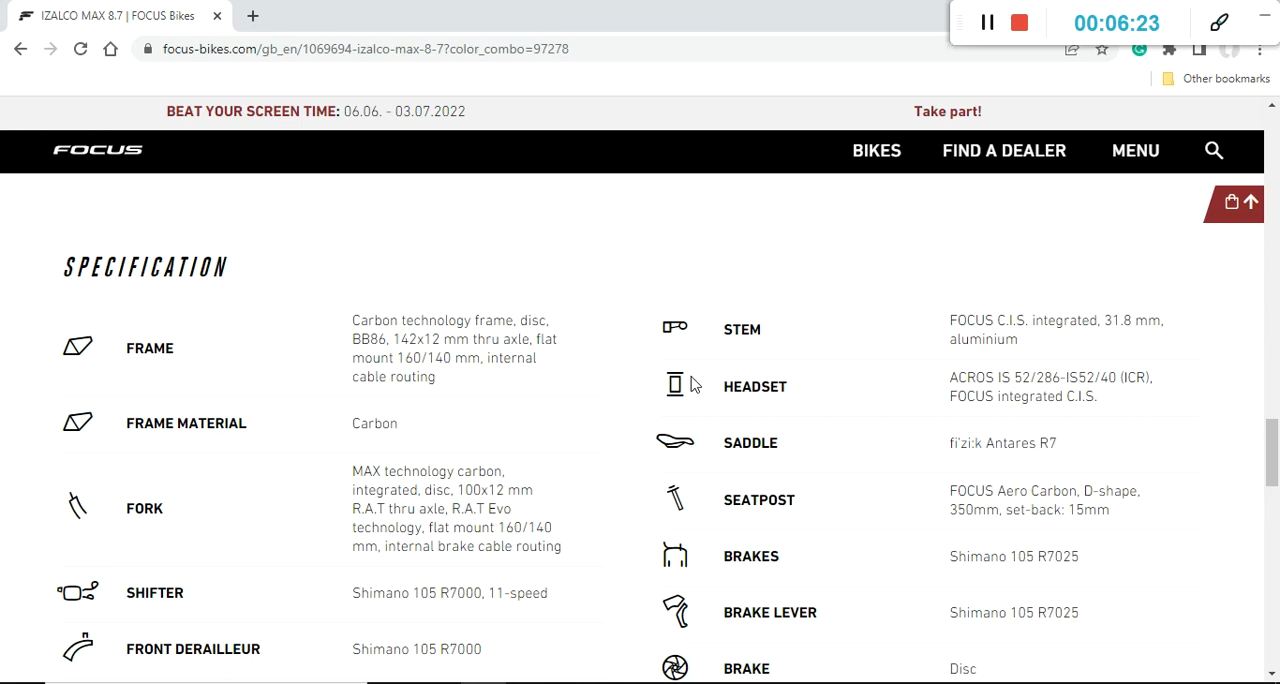 IZALCO MAX 8.7 | FOCUS Bikes
00:06:23
focus-bikes.com/gb_en/1069694-izalco-max-8-7?color_combo=97278
Other bookmarks
BEAT YOUR SCREEN TIME: 06.06. - 03.07.2022
Take part!
FOCUS
BIKES
FIND A DEALER
MENU
SPECIFICATION
FRAME
Carbon technology frame, disc,
BB86, 142x12 mm thru axle, flat
mount 160/140 mm, internal
cable routing
FRAME MATERIAL
Carbon
FORK
MAX technology carbon,
integrated, disc, 100x12 mm
R.A.T thru axle, R.A.T Evo
technology, flat mount 160/140
mm, internal brake cable routing
SHIFTER
Shimano 105 R7000, 11-speed
FRONT DERAILLEUR
Shimano 105 R7000
STEM
FOCUS C.I.S. integrated, 31.8 mm,
aluminium
HEADSET
ACROS IS 52/286-IS52/40 (ICR),
FOCUS integrated C.I.S.
SADDLE
fi'zi:k Antares R7
SEATPOST
FOCUS Aero Carbon, D-shape,
350mm, set-back: 15mm
BRAKES
Shimano 105 R7025
BRAKE LEVER
Shimano 105 R7025
BRAKE
Disc